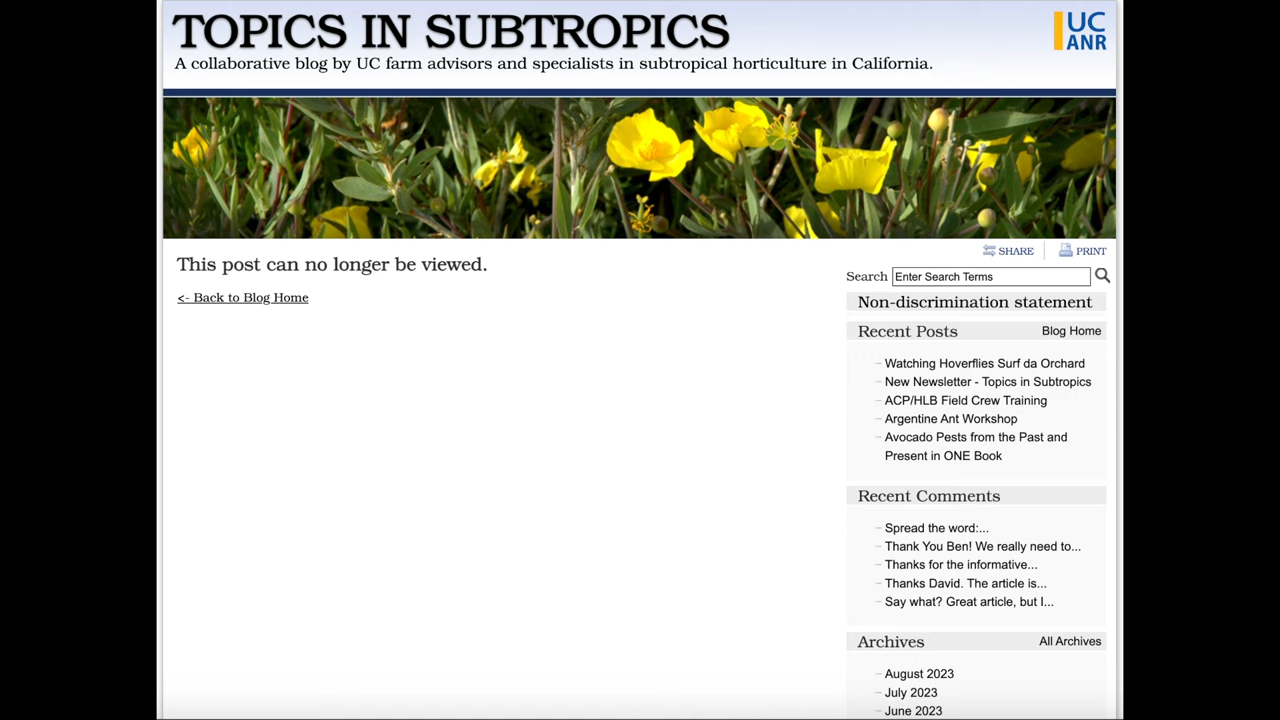 TOPICS IN SUBTROPICS
UC
ANR
A collaborative blog by UC farm advisors and specialists in subtropical horticulture in California.
SHARE
PRINT
This post can no longer be viewed.
<- Back to Blog Home
Search Enter Search Terms
Non-discrimination statement
Recent Posts Blog Home
Watching Hoverflies Surf da Orchard
New Newsletter - Topics in Subtropics
ACP/HLB Field Crew Training
Argentine Ant Workshop
Avocado Pests from the Past and
Present in ONE Book
Recent Comments
Spread the word:...
Thank You Ben! We really need to...
Thanks for the informative...
Thanks David. The article is...
Say what? Great article, but I...
Archives All Archives
August 2023
July 2023
June 2023